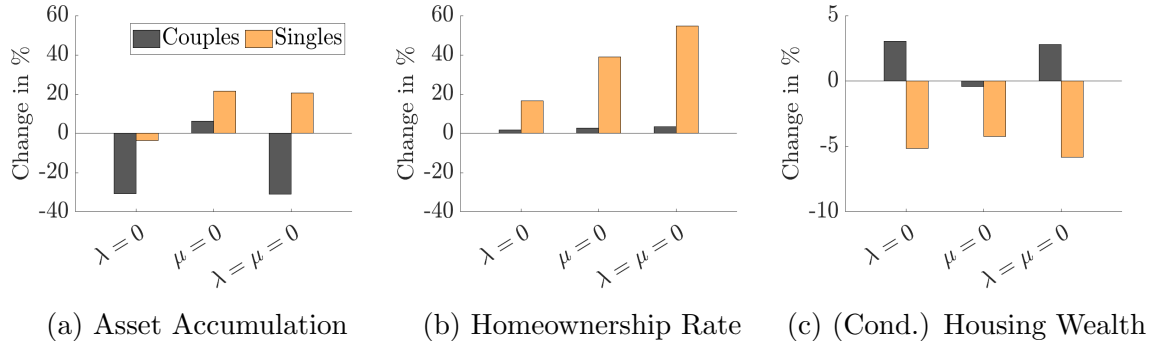 60
40
20
0
-20
-40
Change in %
Couples
Singles
λ = 0
μ = 0
λ = μ = 0
(a) Asset Accumulation
60
40
20
0
-20
-40
Change in %
λ = 0
μ = 0
λ = μ = 0
(b) Homeownership Rate
5
0
-5
-10
Change in %
λ = 0
μ = 0
λ = μ = 0
(c) (Cond.) Housing Wealth